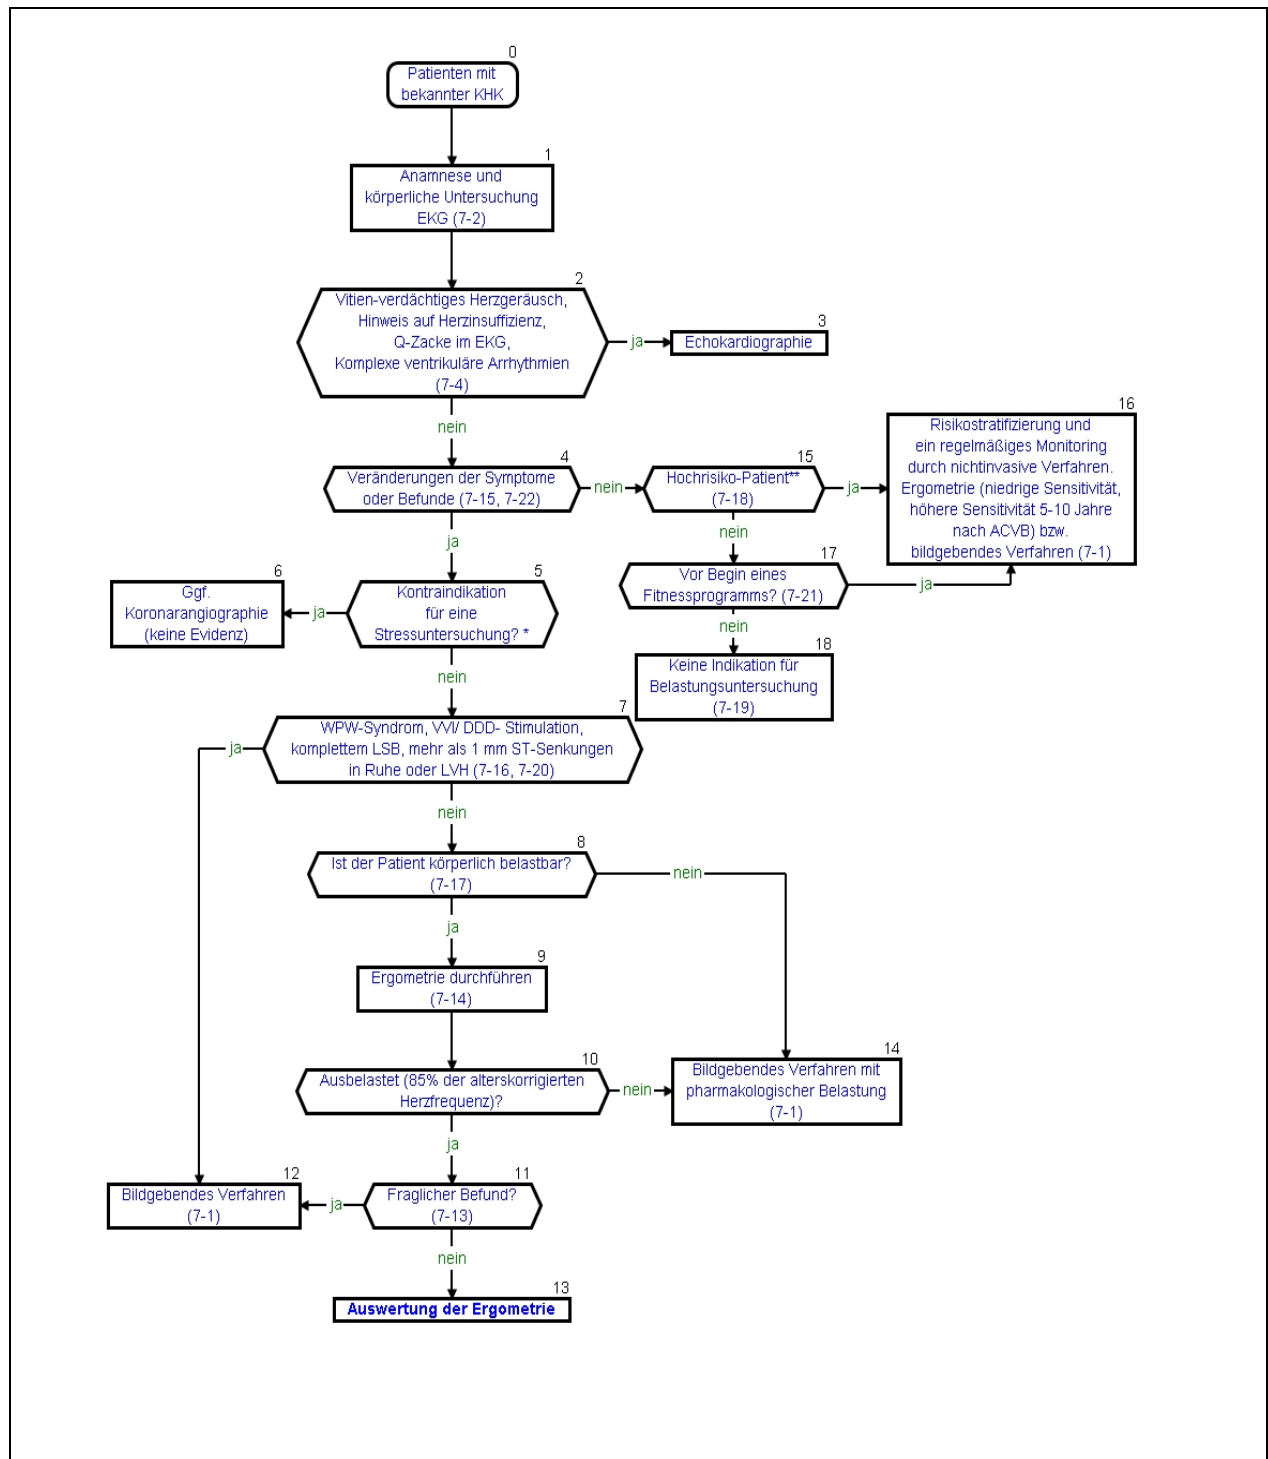 0
Patienten mit
bekannter KHK
1
Anamnese und
körperliche Untersuchung
EKG (7-2)
2
Vitien-verdächtiges Herzgeräusch,
Hinweis auf Herzinsuffizienz,
Q-Zacke im EKG,
Komplexe ventrikuläre Arrhythmien
(7-4)
ja
3
Echokardiographie
nein
4
Veränderungen der Symptome
oder Befunde (7-15, 7-22)
nein
15
Hochrisiko-Patient**
(7-18)
ja
16
Risikostratifizierung und
ein regelmäßiges Monitoring
durch nichtinvasive Verfahren.
Ergometrie (niedrige Sensitivität,
höhere Sensitivität 5-10 Jahre
nach ACVB) bzw.
bildgebendes Verfahren (7-1)
nein
17
Vor Begin eines
Fitnessprogramms? (7-21)
ja
nein
18
Keine Indikation für
Belastungsuntersuchung
(7-19)
ja
5
Kontraindikation
für eine
Stressuntersuchung? *
ja
6
Ggf.
Koronarangiographie
(keine Evidenz)
nein
7
WPW-Syndrom, VVI/ DDD- Stimulation,
komplettem LSB, mehr als 1 mm ST-Senkungen
in Ruhe oder LVH (7-16, 7-20)
ja
nein
8
Ist der Patient körperlich belastbar?
(7-17)
nein
ja
9
Ergometrie durchführen
(7-14)
10
Ausbelastet (85% der alterskorrigierten
Herzfrequenz)?
nein
14
Bildgebendes Verfahren mit
pharmakologischer Belastung
(7-1)
ja
11
Fraglicher Befund?
(7-13)
ja
12
Bildgebendes Verfahren
(7-1)
nein
13
Auswertung der Ergometrie